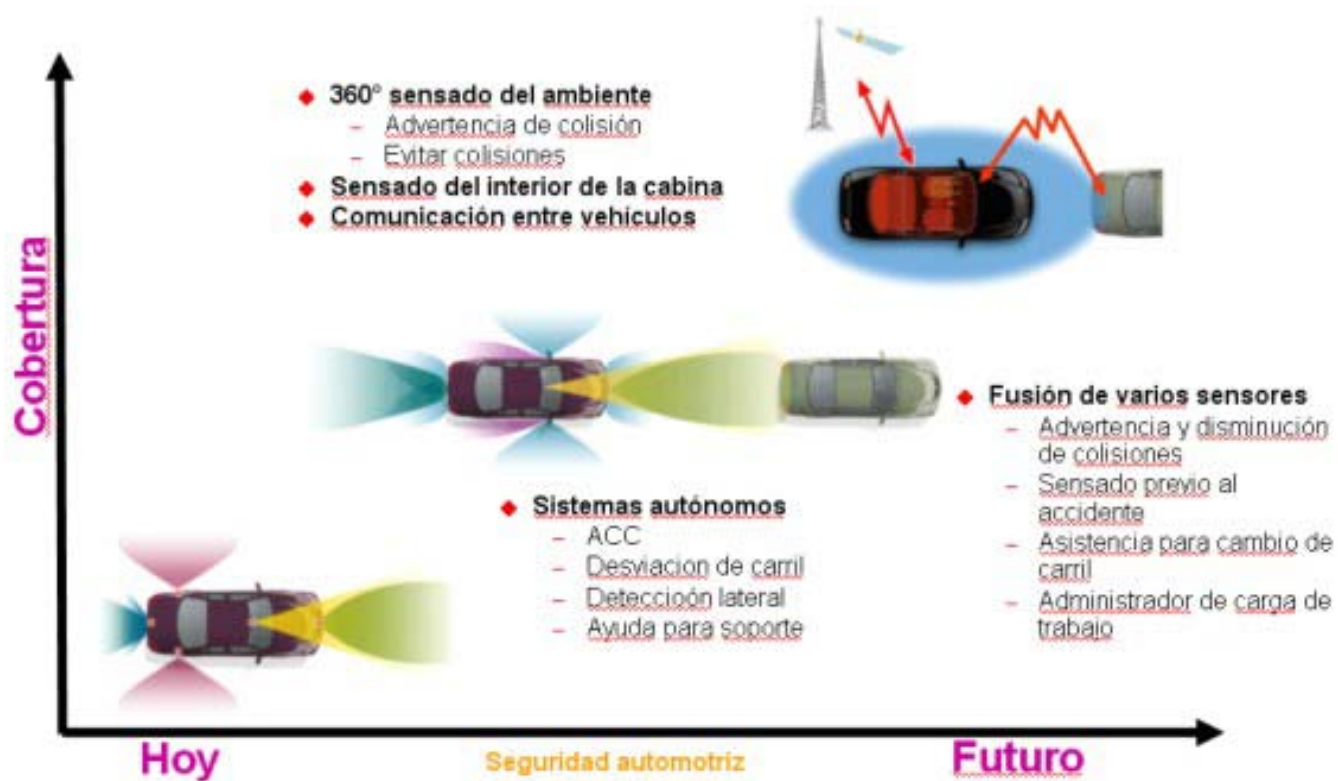 360° sensado del ambiente
– Advertencia de colisión
– Evitar colisiones
Sensado del interior de la cabina
Comunicación entre vehículos
Cobertura
Fusión de varios sensores
– Advertencia y disminución
de colisiones
– Sensado previo al
accidente
– Asistencia para cambio de
carril
– Administrador de carga de
trabajo
Sistemas autónomos
– ACC
– Desviacion de carril
– Deteccioón lateral
– Ayuda para soporte
Hoy
Seguridad automotriz
Futuro